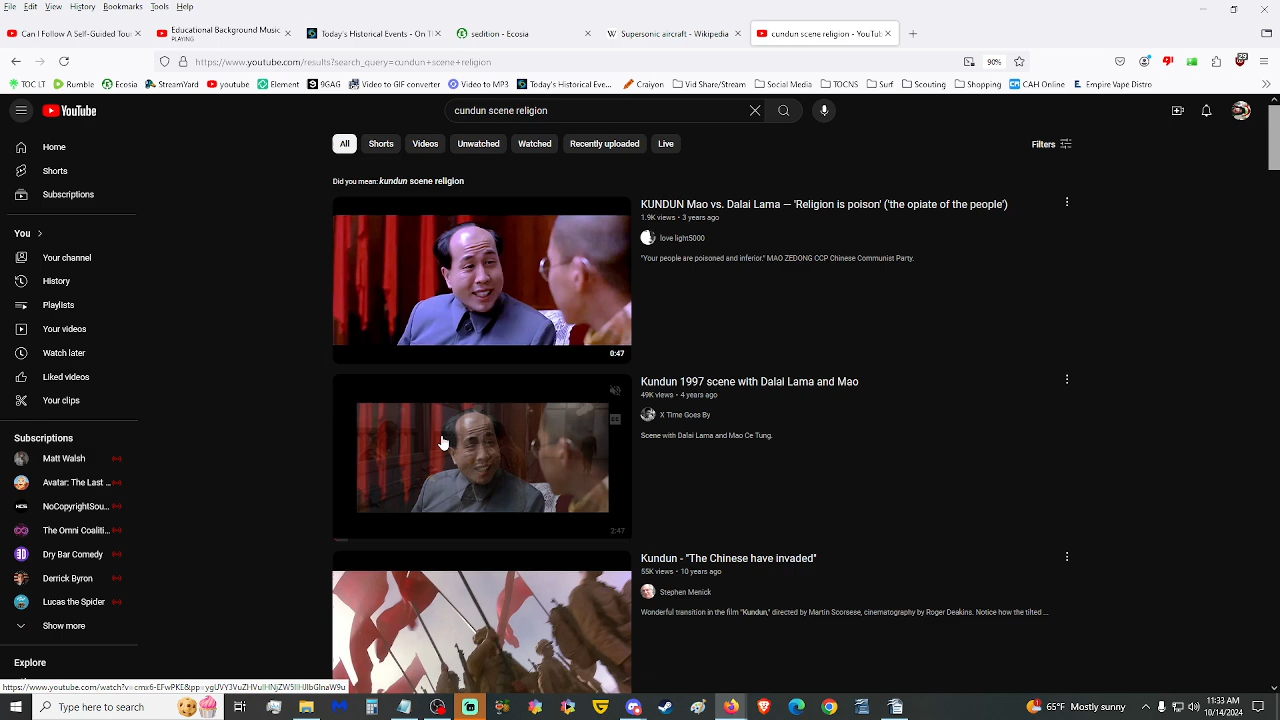 File Edit View History Bookmarks Tools Help
Can I Follow A Self-Guided Tour
Educational Background Music
PLAYING
Today's Historical Events - On T
sedition - Ecosia
Supersonic aircraft - Wikipedia
cundun scene religion - YouTub
https://www.youtube.com/results?search_query=cundun+scene+religion
90%
Booking Rumble Ecosia StreamYard youtube Element Settings Video to MP3 Today's Historical Eve... Craiyon Vid Share/Stream Social Media TOCNS Surf Scouting Shopping CAH Online Empire Vape Distro
YouTube
cundun scene religion
All Shorts Videos Unwatched Watched Recently uploaded Live
Filters
Home
Shorts
Subscriptions
You
Your channel
History
Playlists
Your videos
Watch later
Liked videos
Your clips
Subscriptions
Matt Walsh
Avatar: The Last ...
NoCopyrightSou...
The Omni Coaliti...
Dry Bar Comedy
Derrick Byron
Lucas the Spider
Show more
Explore
Did you mean: kundun scene religion
0:47
KUNDUN Mao vs. Dalai Lama — 'Religion is poison' ('the opiate of the people')
1.9K views • 3 years ago
love light5000
"Your people are poisoned and inferior." MAO ZEDONG CCP Chinese Communist Party.
2:47
Kundun 1997 scene with Dalai Lama and Mao
49K views • 4 years ago
X Time Goes By
Scene with Dalai Lama and Mao Ce Tung.
Kundun - "The Chinese have invaded"
55K views • 10 years ago
Stephen Menick
Wonderful transition in the film "Kundun," directed by Martin Scorsese, cinematography by Roger Deakins. Notice how the tilted ...
Type here to search
65°F Mostly sunny
11:33 AM
10/14/2024